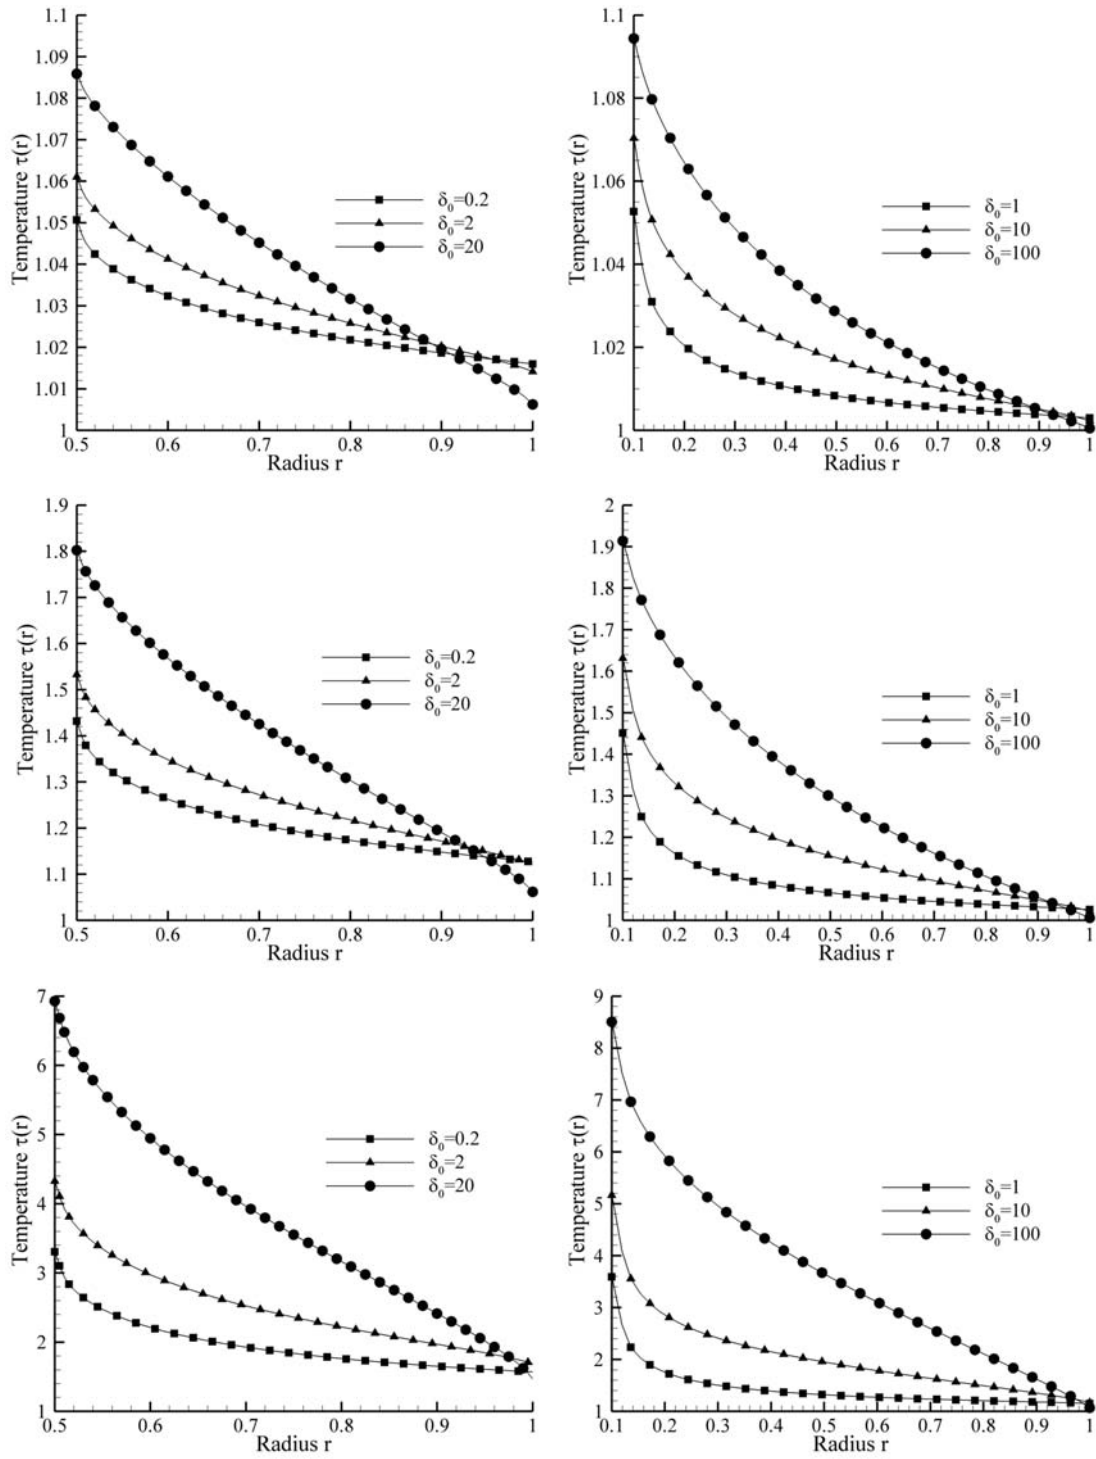 1.1
1.09
1.08
1.07
1.06
1.05
1.04
1.03
1.02
1.01
1
Temperature τ(r)
0.5 0.6 0.7 0.8 0.9 1
Radius r
δ0=0.2
δ0=2
δ0=20
1.1
1.08
1.06
1.04
1.02
Temperature τ(r)
0.1 0.2 0.3 0.4 0.5 0.6 0.7 0.8 0.9 1
Radius r
δ0=1
δ0=10
δ0=100
1.9
1.8
1.7
1.6
1.5
1.4
1.3
1.2
1.1
1
Temperature τ(r)
0.5 0.6 0.7 0.8 0.9 1
Radius r
δ0=0.2
δ0=2
δ0=20
2
1.9
1.8
1.7
1.6
1.5
1.4
1.3
1.2
1.1
1
Temperature τ(r)
0.1 0.2 0.3 0.4 0.5 0.6 0.7 0.8 0.9 1
Radius r
δ0=1
δ0=10
δ0=100
7
6
5
4
3
2
1
Temperature τ(r)
0.5 0.6 0.7 0.8 0.9 1
Radius r
δ0=0.2
δ0=2
δ0=20
9
8
7
6
5
4
3
2
1
Temperature τ(r)
0.1 0.2 0.3 0.4 0.5 0.6 0.7 0.8 0.9 1
Radius r
δ0=1
δ0=10
δ0=100